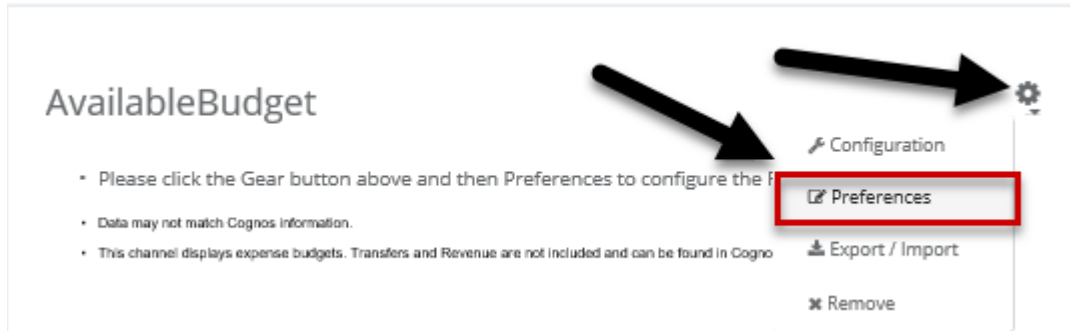 AvailableBudget
Configuration
Please click the Gear button above and then Preferences to configure the
Preferences
Data may not match Cognos information.
This channel displays expense budgets. Transfers and Revenue are not included and can be found in Cogno
Export / Import
Remove